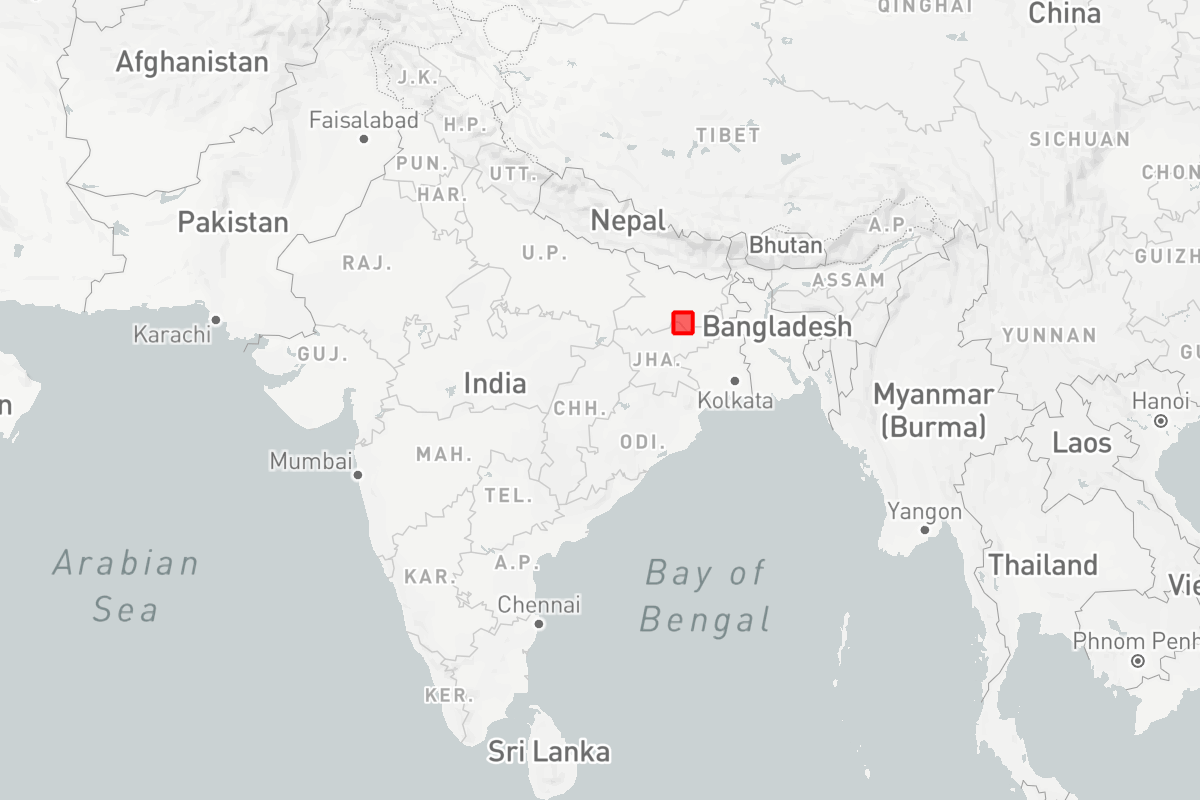 QINGHAI
China
Afghanistan
J.K.
Faisalabad
H.P.
TIBET
SICHUAN
PUN.
UTT.
CHON
HAR.
Pakistan
Nepal
A.P.
Bhutan
U.P.
RAJ.
ASSAM
GUIZH
Karachi
Bangladesh
YUNNAN
GUJ.
JHA.
GU
India
Kolkata
Myanmar
(Burma)
Hanoi
n
CHH.
ODI.
Laos
MAH.
Mumbai
TEL.
Yangon
Arabian
Sea
A.P.
Bay of
Bengal
Thailand
KAR.
Vie
Chennai
Phnom Penh
KER.
Sri Lanka